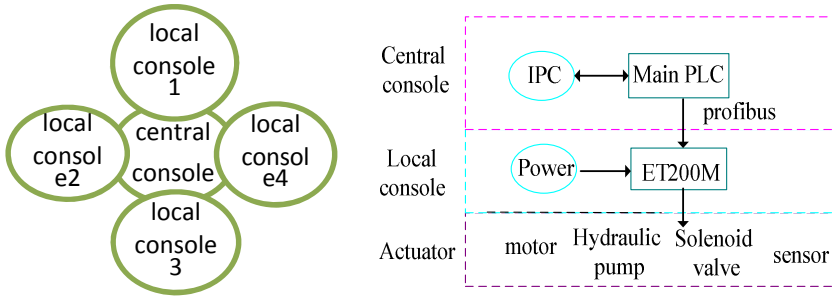 local
console
1
local
consol
e2
central
console
local
consol
e4
local
console
3
Central
console
IPC
Main PLC
profibus
Local
console
Power
ET200M
Actuator
motor
Hydraulic
pump
Solenoid
valve
sensor